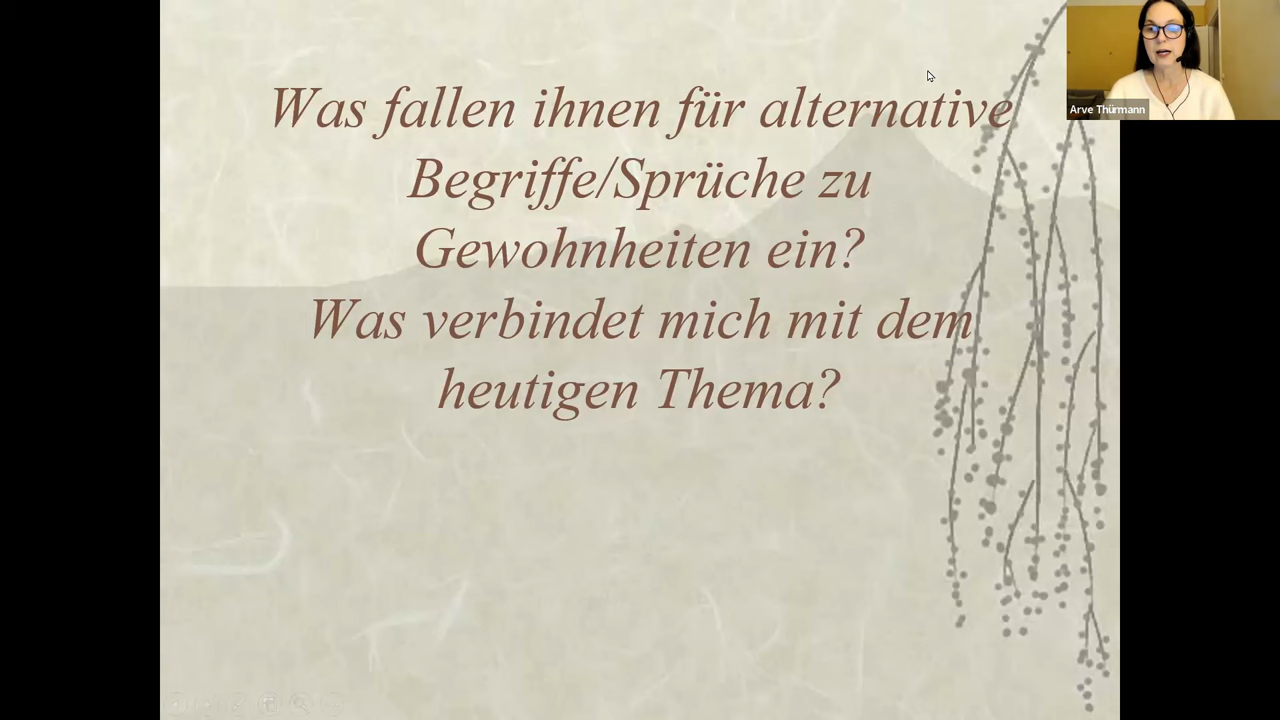 Was fallen ihnen für alternative
Begriffe/Sprüche zu
Gewohnheiten ein?
Was verbindet mich mit dem
heutigen Thema?
Arve Thürmann